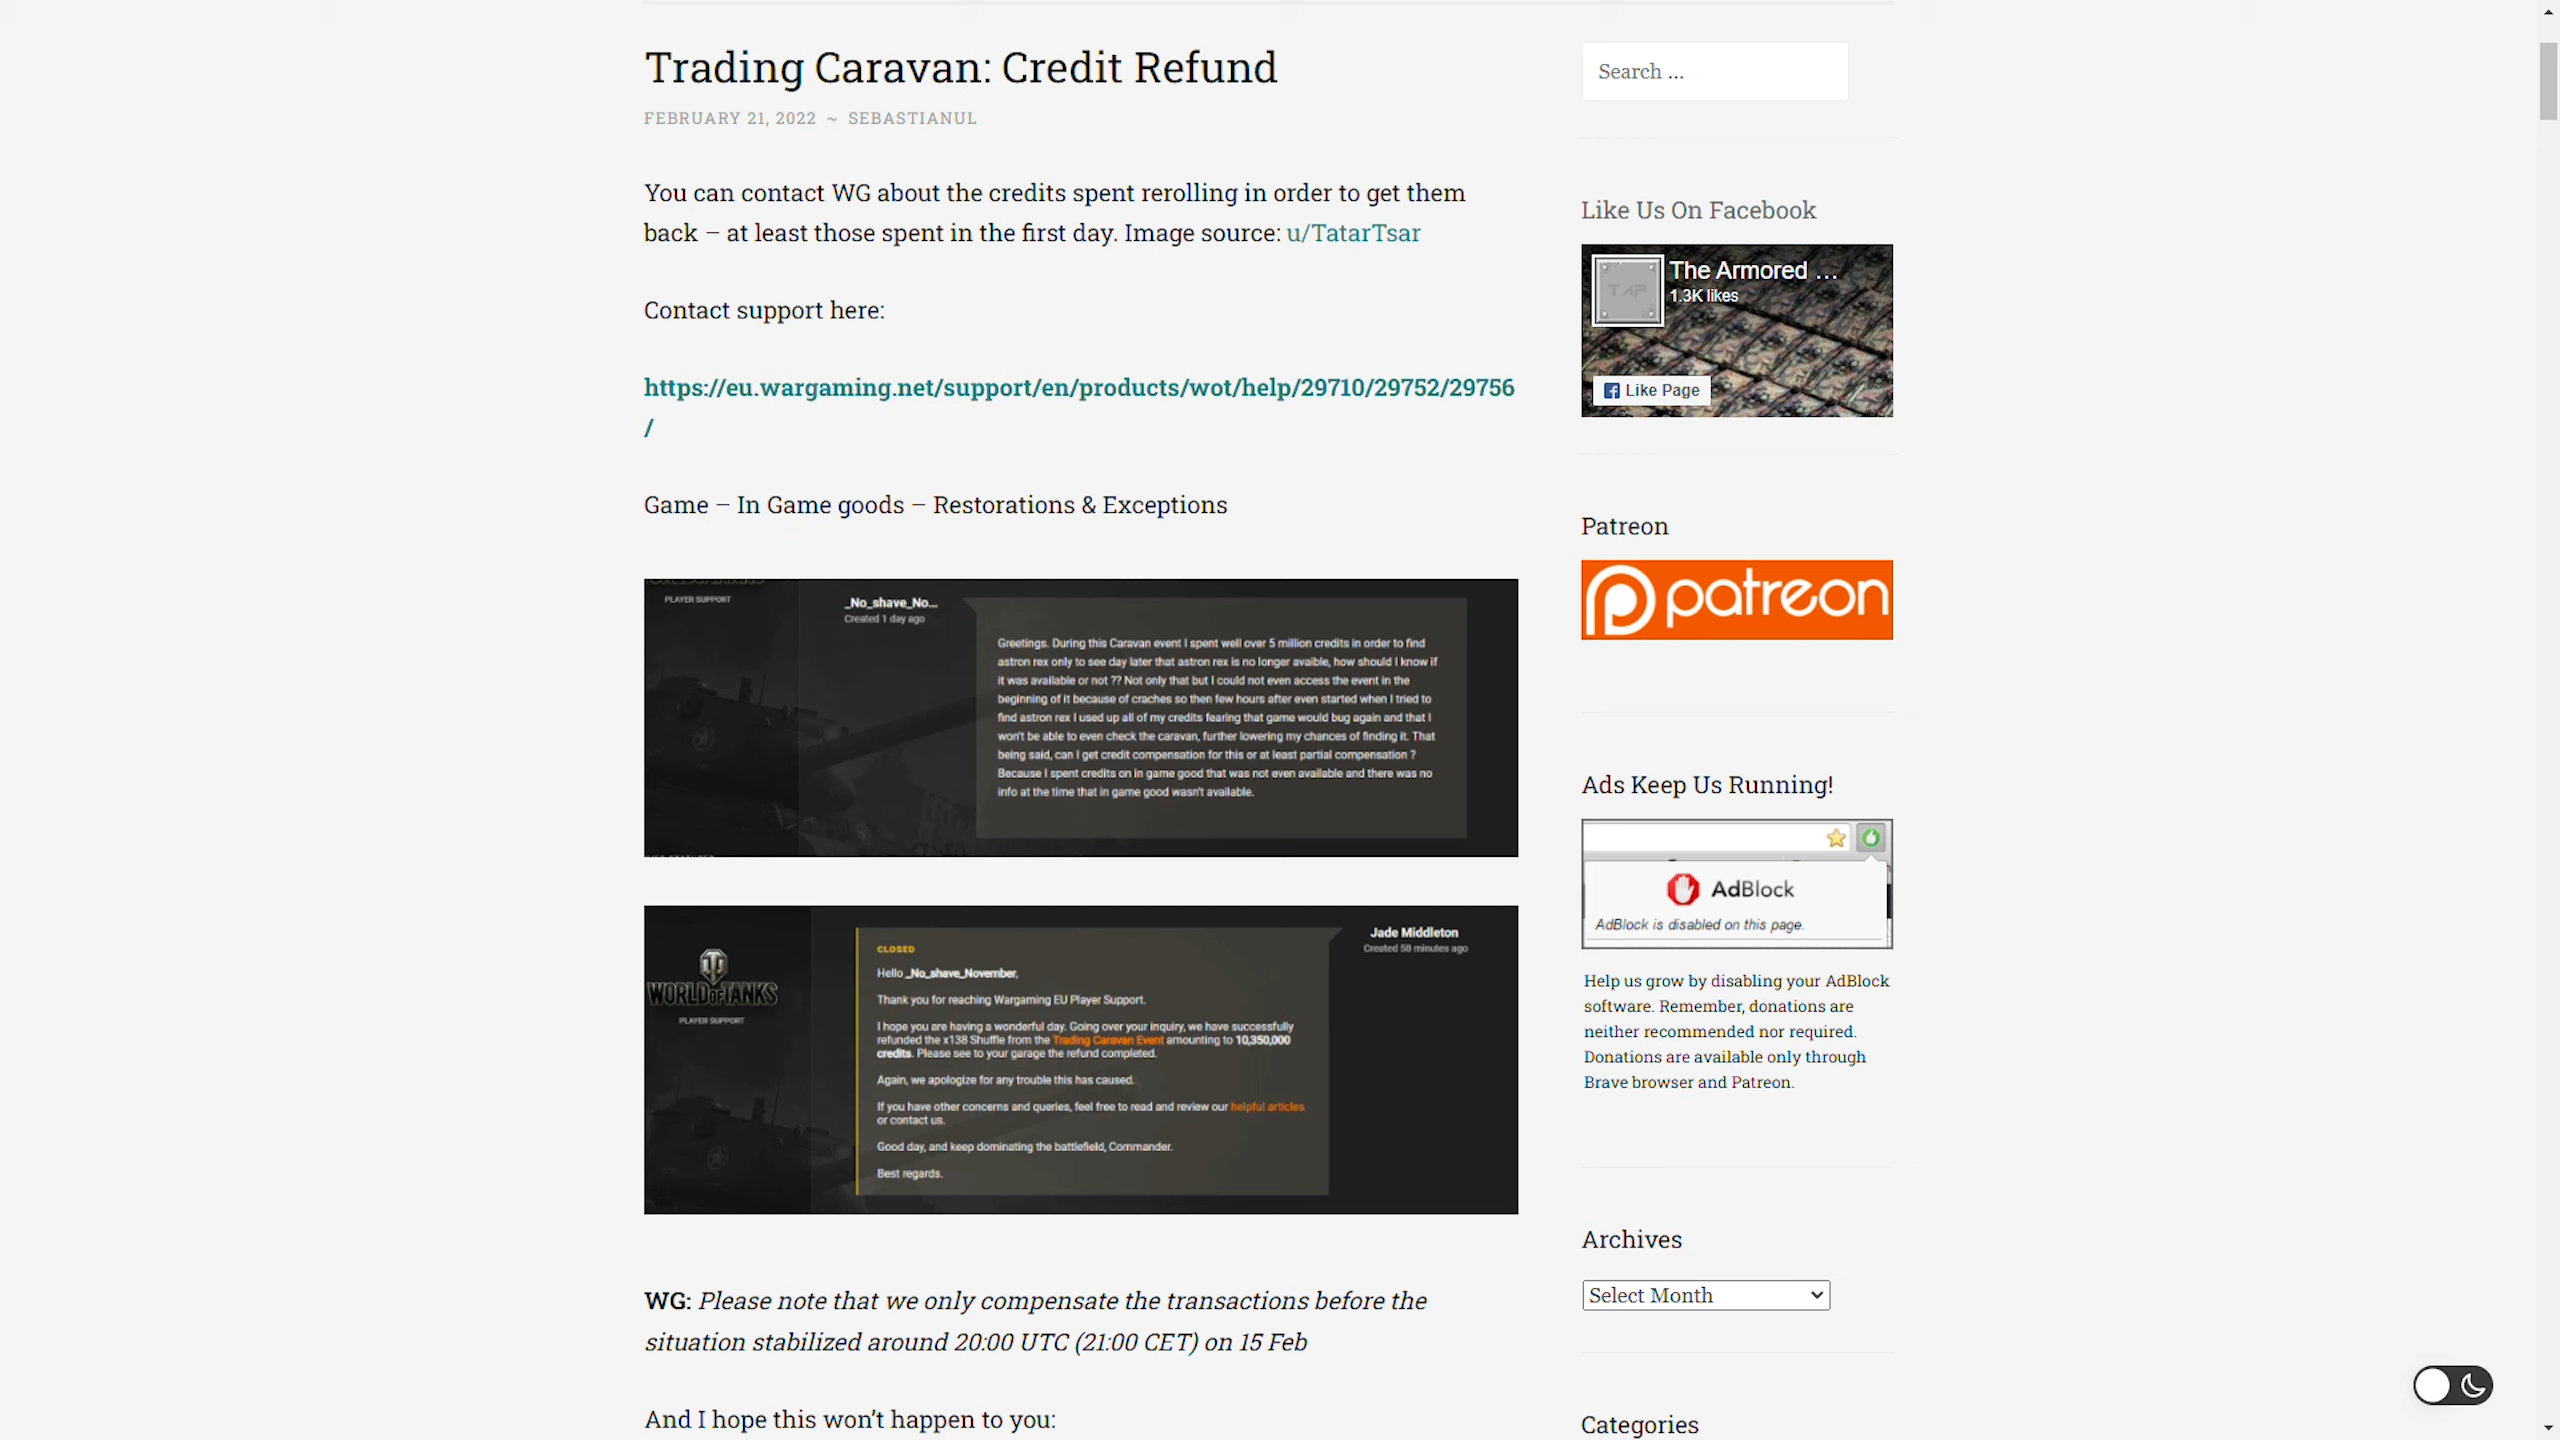 Trading Caravan: Credit Refund
FEBRUARY 21, 2022 ~ SEBASTIANUL
You can contact WG about the credits spent rerolling in order to get them
back – at least those spent in the first day. Image source: u/TatarTsar
Contact support here:
https://eu.wargaming.net/support/en/products/wot/help/29710/29752/29756
/
Game – In Game goods – Restorations & Exceptions
PLAYER SUPPORT
_No_shave_No...
Created 1 day ago
Greetings. During this Caravan event I spent well over 5 million credits in order to find
astron rex only to see day later that astron rex is no longer avaible, how should I know if
it was available or not ?? Not only that but I could not even access the event in the
beginning of it because of craches so then few hours after even started when I tried to
find astron rex I used up all of my credits fearing that game would bug again and that I
won't be able to even check the caravan, further lowering my chances of finding it. That
being said, can I get credit compensation for this or at least partial compensation ?
Because I spent credits on in game good that was not even available and there was no
info at the time that in game good wasn't available.
WORLD OF TANKS
PLAYER SUPPORT
Jade Middleton
Created 58 minutes ago
CLOSED
Hello _No_shave_November,
Thank you for reaching Wargaming EU Player Support.
I hope you are having a wonderful day. Going over your inquiry, we have successfully
refunded the x138 Shuffle from the Trading Caravan Event amounting to 10,350,000
credits. Please see to your garage the refund completed.
Again, we apologize for any trouble this has caused.
If you have other concerns and queries, feel free to read and review our helpful articles
or contact us.
Good day, and keep dominating the battlefield, Commander.
Best regards.
WG: Please note that we only compensate the transactions before the
situation stabilized around 20:00 UTC (21:00 CET) on 15 Feb
And I hope this won't happen to you:
Search ...
Like Us On Facebook
TAP
The Armored ...
1.3K likes
Like Page
Patreon
patreon
Ads Keep Us Running!
AdBlock
AdBlock is disabled on this page.
Help us grow by disabling your AdBlock
software. Remember, donations are
neither recommended nor required.
Donations are available only through
Brave browser and Patreon.
Archives
Select Month
Categories